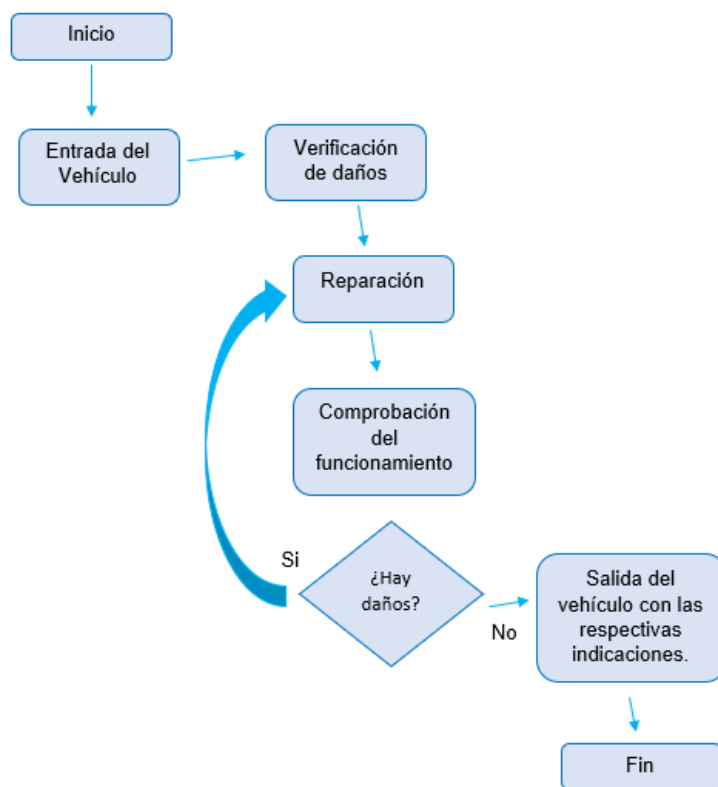 Inicio
Entrada del
Vehículo
Verificación
de daños
Reparación
Comprobación
del
funcionamiento
Si
¿Hay
daños?
No
Salida del
vehículo con las
respectivas
indicaciones.
Fin